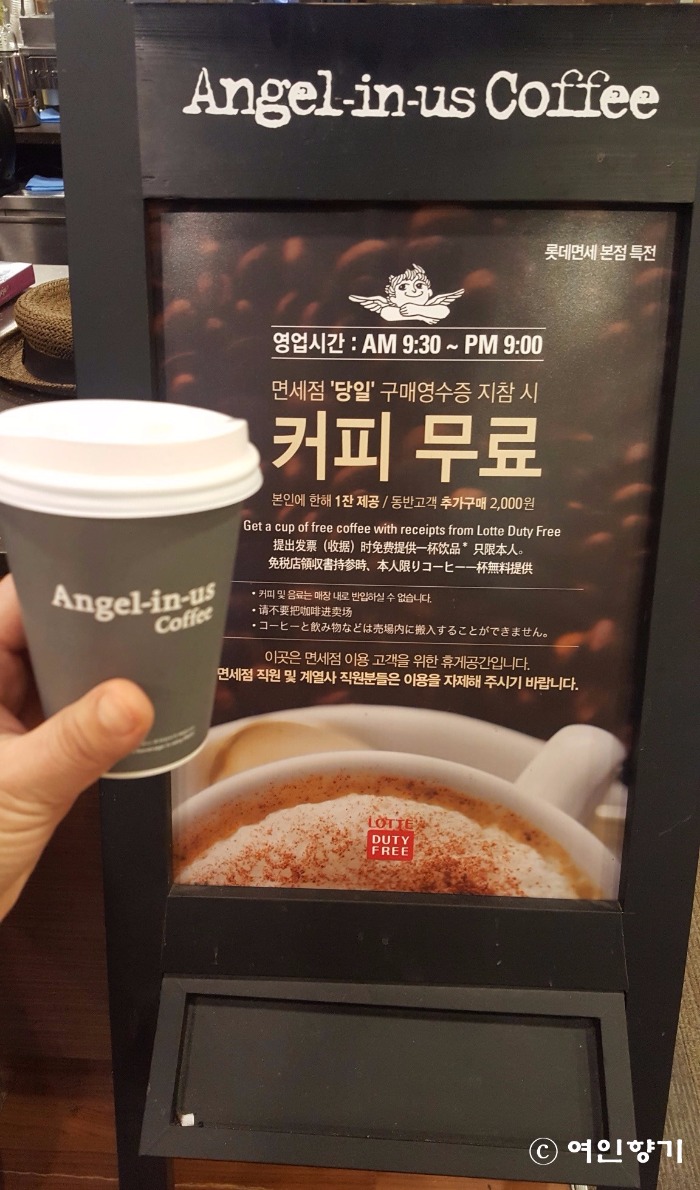 Angel-in-us Coffee
롯데면세 본점 특전
영업시간 : AM 9:30 ~ PM 9:00
면세점 '당일' 구매영수증 지참 시
커피 무료
본인에 한해 1잔 제공 / 동반고객 추가구매 2,000원
Get a cup of free coffee with receipts from Lotte Duty Free
提出发票（收据）时免费提供一杯饮品* 只限本人。
免税店領収書持参時、本人限りコーヒー一杯無料提供
• 커피 및 음료는 매장 내로 반입하실 수 없습니다.
• 请不要把咖啡进卖场
• コーヒーと飲み物などは売場内に搬入することができません。
이곳은 면세점 이용 고객을 위한 휴게공간입니다.
면세점 직원 및 계열사 직원분들은 이용을 자제해 주시기 바랍니다.
Angel-in-us
Coffee
LOTTE
DUTY
FREE
ⓒ 여인향기